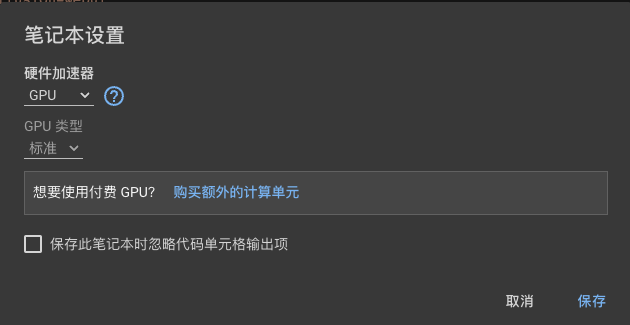 笔记本设置
硬件加速器
GPU
GPU 类型
标准
想要使用付费 GPU? 购买额外的计算单元
保存此笔记本时忽略代码单元格输出项
取消 保存